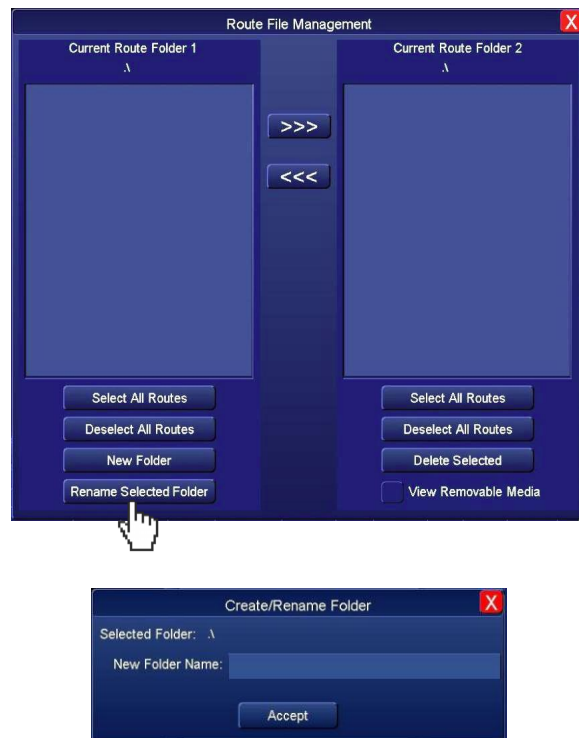 Route File Management
X
Current Route Folder 1
.\
Current Route Folder 2
.\
>>>
<<<
Select All Routes
Deselect All Routes
New Folder
Rename Selected Folder
Select All Routes
Deselect All Routes
Delete Selected
View Removable Media
Create/Rename Folder
X
Selected Folder: .\
New Folder Name:
Accept